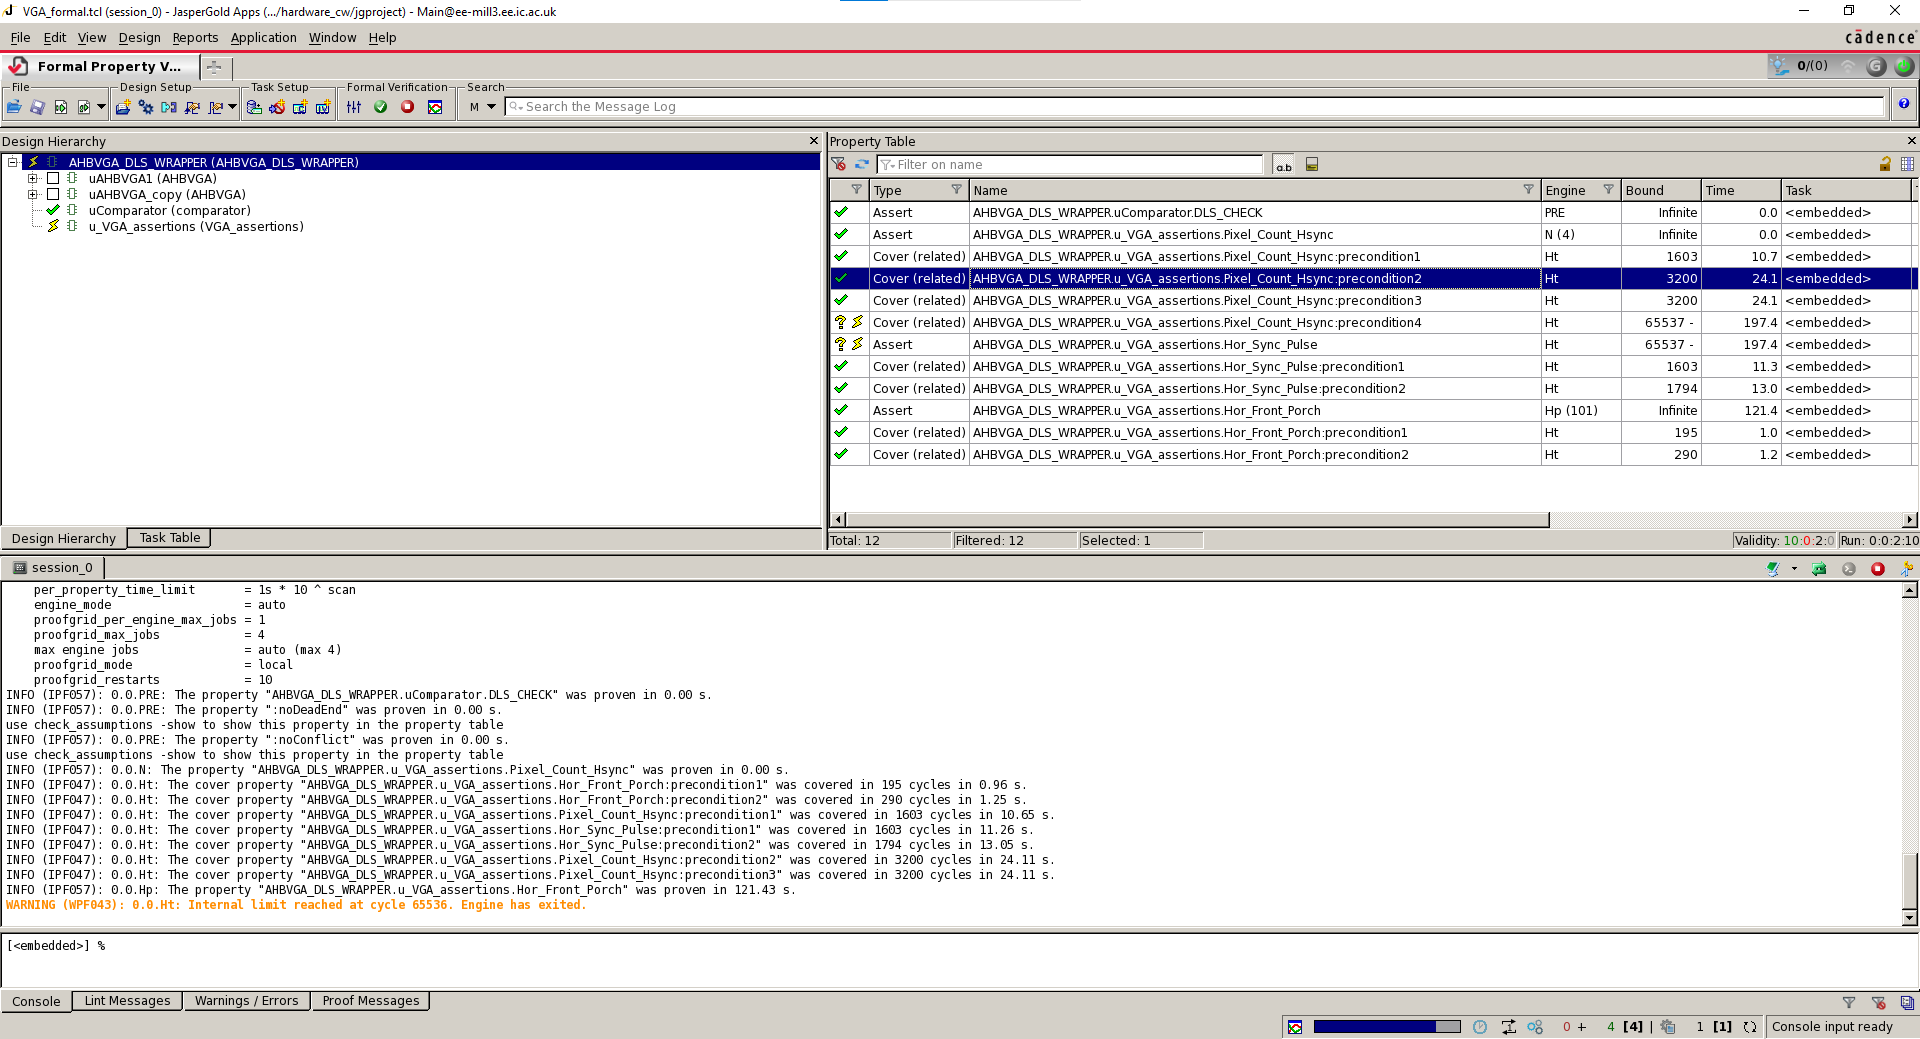 VGA_formal.tcl (session_0) - JasperGold Apps (.../hardware_cw/jgproject) - Main@ee-mill3.ee.ic.ac.uk
File Edit View Design Reports Application Window Help
cādence
Formal Property V...
0/(0)
File Design Setup Task Setup Formal Verification Search
M Search the Message Log
Design Hierarchy
AHBVGA_DLS_WRAPPER (AHBVGA_DLS_WRAPPER)
uAHBVGA1 (AHBVGA)
uAHBVGA_copy (AHBVGA)
uComparator (comparator)
u_VGA_assertions (VGA_assertions)
Design Hierarchy Task Table
Property Table
a.b
Filter on name
Type Name Engine Bound Time Task
Assert AHBVGA_DLS_WRAPPER.uComparator.DLS_CHECK PRE Infinite 0.0 <embedded>
Assert AHBVGA_DLS_WRAPPER.u_VGA_assertions.Pixel_Count_Hsync N (4) Infinite 0.0 <embedded>
Cover (related) AHBVGA_DLS_WRAPPER.u_VGA_assertions.Pixel_Count_Hsync:precondition1 Ht 1603 10.7 <embedded>
Cover (related) AHBVGA_DLS_WRAPPER.u_VGA_assertions.Pixel_Count_Hsync:precondition2 Ht 3200 24.1 <embedded>
Cover (related) AHBVGA_DLS_WRAPPER.u_VGA_assertions.Pixel_Count_Hsync:precondition3 Ht 3200 24.1 <embedded>
Cover (related) AHBVGA_DLS_WRAPPER.u_VGA_assertions.Pixel_Count_Hsync:precondition4 Ht 65537 - 197.4 <embedded>
Assert AHBVGA_DLS_WRAPPER.u_VGA_assertions.Hor_Sync_Pulse Ht 65537 - 197.4 <embedded>
Cover (related) AHBVGA_DLS_WRAPPER.u_VGA_assertions.Hor_Sync_Pulse:precondition1 Ht 1603 11.3 <embedded>
Cover (related) AHBVGA_DLS_WRAPPER.u_VGA_assertions.Hor_Sync_Pulse:precondition2 Ht 1794 13.0 <embedded>
Assert AHBVGA_DLS_WRAPPER.u_VGA_assertions.Hor_Front_Porch Hp (101) Infinite 121.4 <embedded>
Cover (related) AHBVGA_DLS_WRAPPER.u_VGA_assertions.Hor_Front_Porch:precondition1 Ht 195 1.0 <embedded>
Cover (related) AHBVGA_DLS_WRAPPER.u_VGA_assertions.Hor_Front_Porch:precondition2 Ht 290 1.2 <embedded>
Total: 12 Filtered: 12 Selected: 1 Validity: 10:0:2:0 Run: 0:0:2:10
session_0
per_property_time_limit = 1s * 10 ^ scan
engine_mode = auto
proofgrid_per_engine_max_jobs = 1
proofgrid_max_jobs = 4
max engine jobs = auto (max 4)
proofgrid_mode = local
proofgrid_restarts = 10
INFO (IPF057): 0.0.PRE: The property "AHBVGA_DLS_WRAPPER.uComparator.DLS_CHECK" was proven in 0.00 s.
INFO (IPF057): 0.0.PRE: The property ":noDeadEnd" was proven in 0.00 s.
use check_assumptions -show to show this property in the property table
INFO (IPF057): 0.0.PRE: The property ":noConflict" was proven in 0.00 s.
use check_assumptions -show to show this property in the property table
INFO (IPF057): 0.0.N: The property "AHBVGA_DLS_WRAPPER.u_VGA_assertions.Pixel_Count_Hsync" was proven in 0.00 s.
INFO (IPF047): 0.0.Ht: The cover property "AHBVGA_DLS_WRAPPER.u_VGA_assertions.Hor_Front_Porch:precondition1" was covered in 195 cycles in 0.96 s.
INFO (IPF047): 0.0.Ht: The cover property "AHBVGA_DLS_WRAPPER.u_VGA_assertions.Hor_Front_Porch:precondition2" was covered in 290 cycles in 1.25 s.
INFO (IPF047): 0.0.Ht: The cover property "AHBVGA_DLS_WRAPPER.u_VGA_assertions.Pixel_Count_Hsync:precondition1" was covered in 1603 cycles in 10.65 s.
INFO (IPF047): 0.0.Ht: The cover property "AHBVGA_DLS_WRAPPER.u_VGA_assertions.Hor_Sync_Pulse:precondition1" was covered in 1603 cycles in 11.26 s.
INFO (IPF047): 0.0.Ht: The cover property "AHBVGA_DLS_WRAPPER.u_VGA_assertions.Hor_Sync_Pulse:precondition2" was covered in 1794 cycles in 13.05 s.
INFO (IPF047): 0.0.Ht: The cover property "AHBVGA_DLS_WRAPPER.u_VGA_assertions.Pixel_Count_Hsync:precondition2" was covered in 3200 cycles in 24.11 s.
INFO (IPF047): 0.0.Ht: The cover property "AHBVGA_DLS_WRAPPER.u_VGA_assertions.Pixel_Count_Hsync:precondition3" was covered in 3200 cycles in 24.11 s.
INFO (IPF057): 0.0.Hp: The property "AHBVGA_DLS_WRAPPER.u_VGA_assertions.Hor_Front_Porch" was proven in 121.43 s.
WARNING (WPF043): 0.0.Ht: Internal limit reached at cycle 65536. Engine has exited.
[<embedded>] %
Console Lint Messages Warnings / Errors Proof Messages
0 + 4 [4] | 1 [1] Console input ready